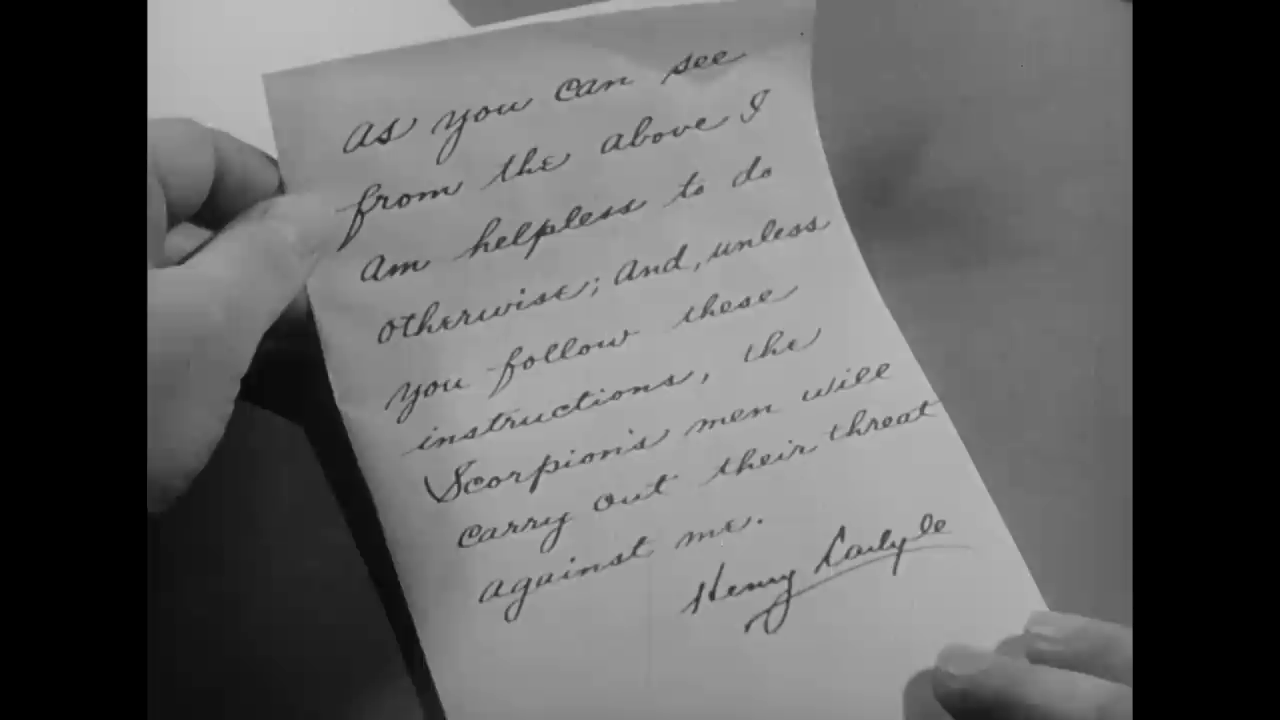 As you can see
from the above I
am helpless to do
otherwise; and, unless
you follow these
instructions, the
Scorpion's men will
carry out their threat
against me.
Henry Carlyle